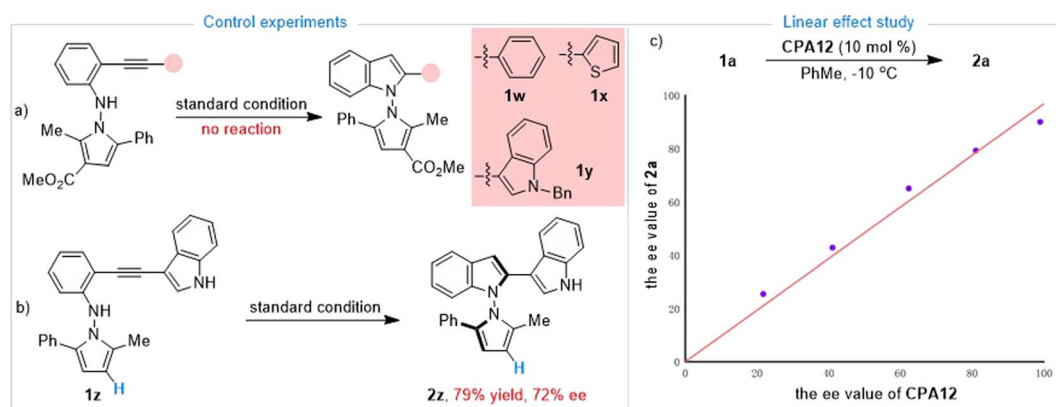 Control experiments
a)
NH
N
Me
Ph
MeO₂C
standard condition
no reaction
N
N
Ph
Me
CO₂Me
1w
S
1x
N
Bn
1y
b)
NH
NH
N
Ph
Me
H
1z
standard condition
N
NH
N
Ph
Me
H
2z, 79% yield, 72% ee
Linear effect study
c)
1a
CPA12 (10 mol %)
PhMe, -10 °C
2a
the ee value of 2a
100
80
60
40
20
0
0
20
40
60
80
100
the ee value of CPA12